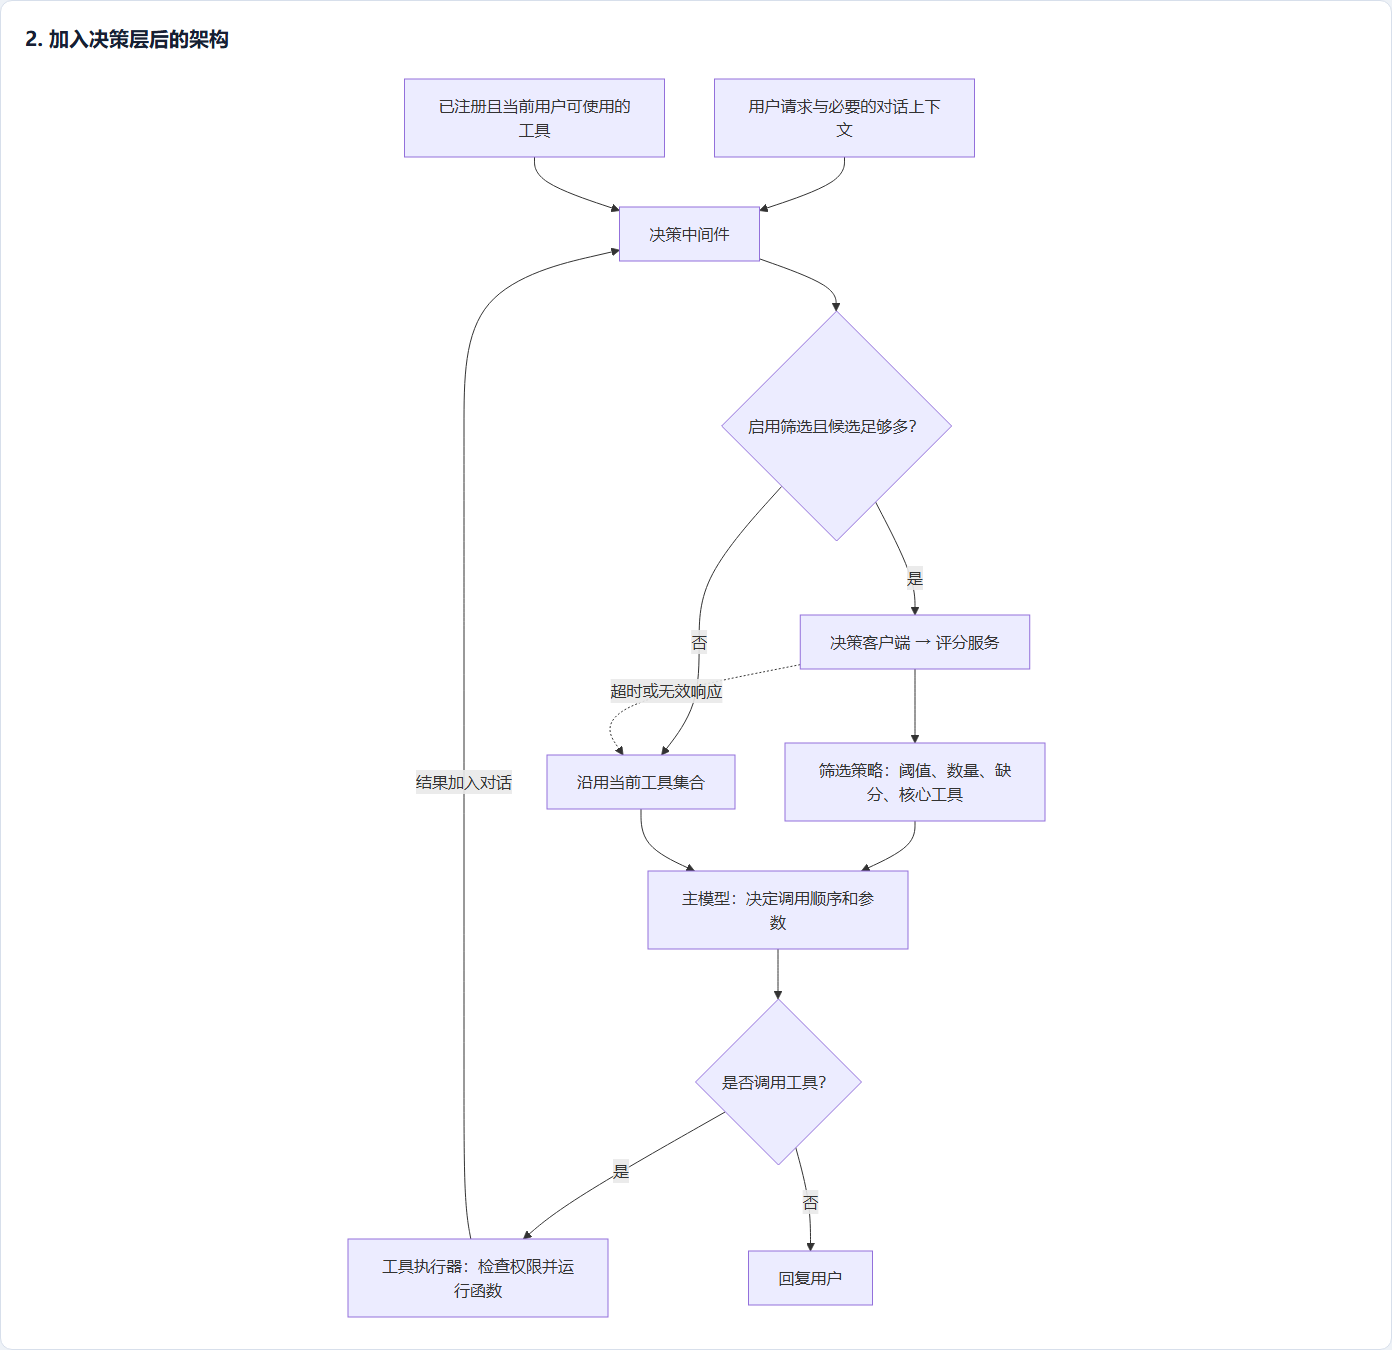 2. 加入决策层后的架构
已注册且当前用户可使用的
工具
用户请求与必要的对话上下
文
决策中间件
启用筛选且候选足够多？
是
否
决策客户端 → 评分服务
超时或无效响应
沿用当前工具集合
筛选策略：阈值、数量、缺
分、核心工具
结果加入对话
主模型：决定调用顺序和参
数
是否调用工具？
是
否
工具执行器：检查权限并运
行函数
回复用户